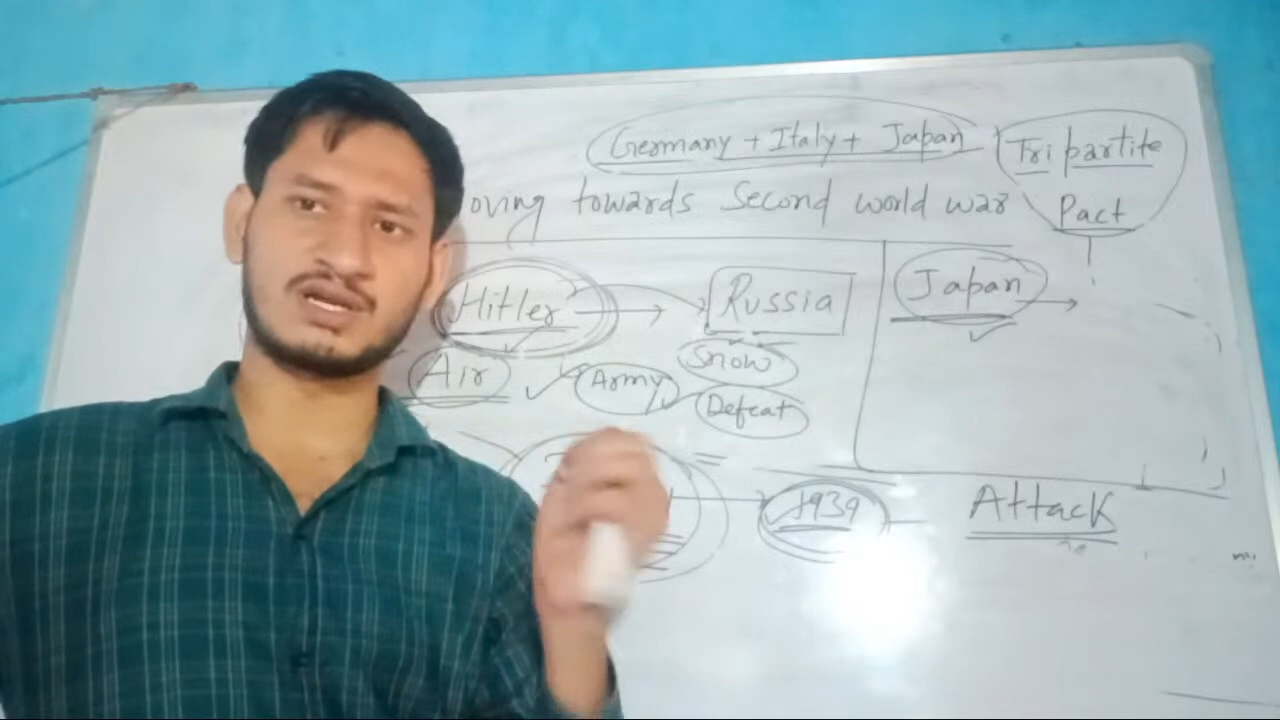 Germany + Italy + Japan Tripartite
Pact
oving towards Second world war
Hitler → Russia
Japan →
Snow
Air ✓ Army
Defeat
1939
Attack